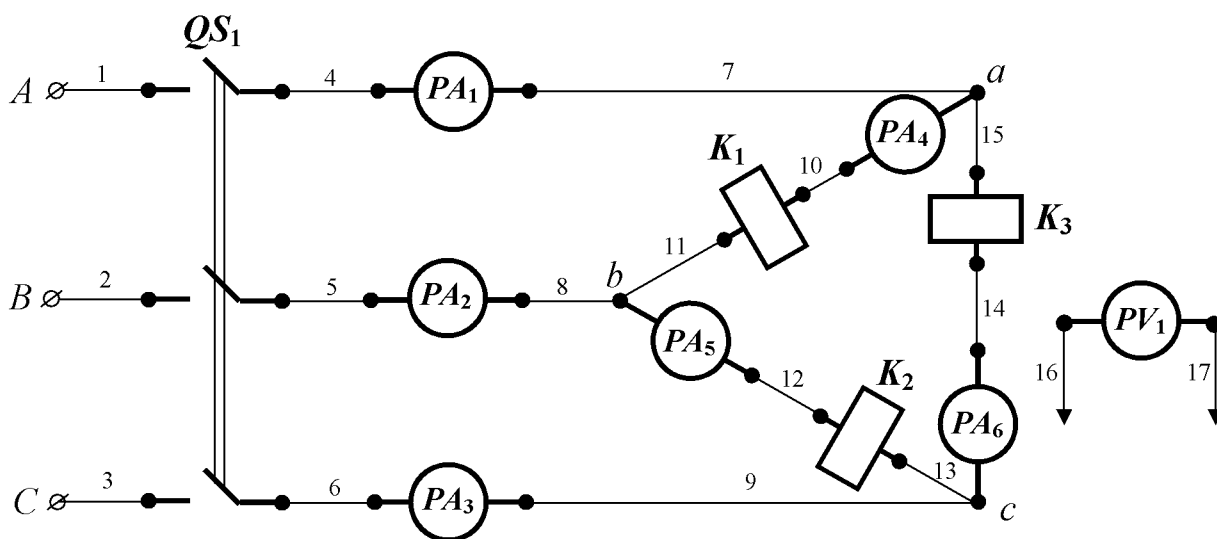 QS₁
A 1 4 PA₁ 7 a
PA₄ 15
K₁ 10
K₃
11
B 2 5 PA₂ 8 b
14
PA₅ PV₁
12 K₂ 16 17
PA₆
C 3 6 PA₃ 9 13 c